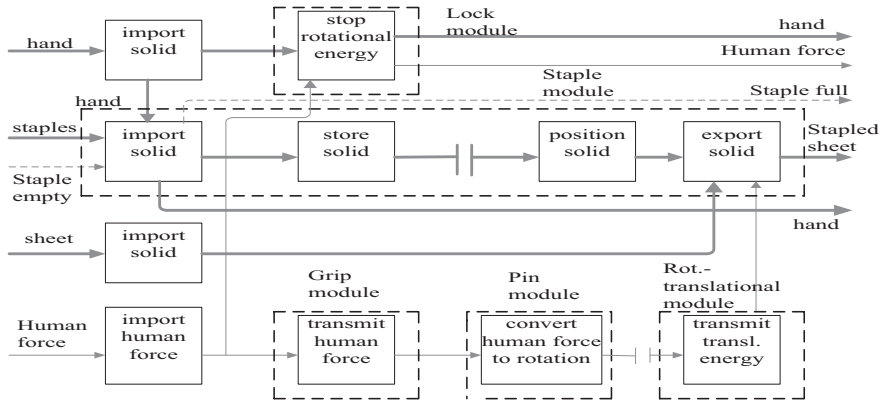 hand
import
solid
stop
rotational
energy
Lock
module
hand
Human force
hand
Staple
module
Staple full
staples
import
solid
store
solid
position
solid
export
solid
Stapled
sheet
Staple
empty
hand
sheet
import
solid
Grip
module
Pin
module
Rot.-
translational
module
Human
force
import
human
force
transmit
human
force
convert
human force
to rotation
transmit
transl.
energy